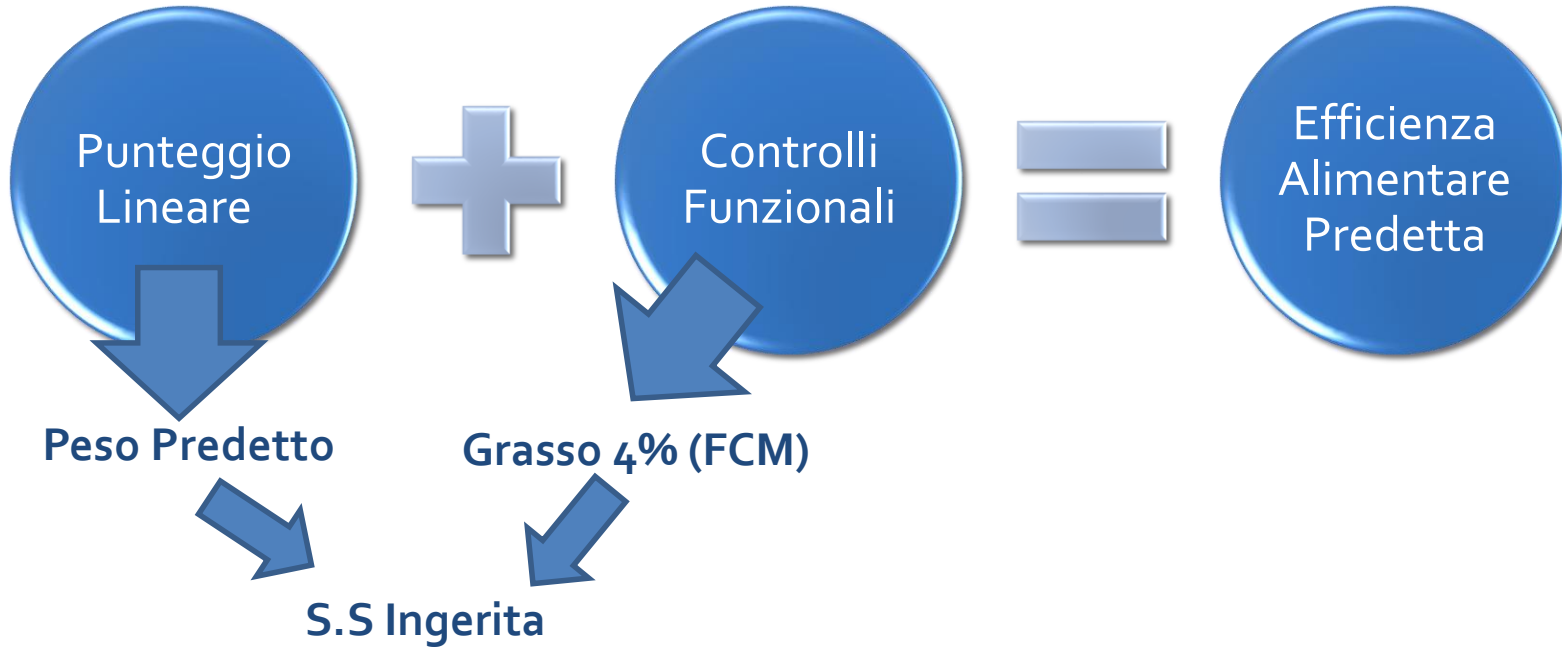 Punteggio
Lineare
Controlli
Funzionali
Efficienza
Alimentare
Predetta
Peso Predetto
Grasso 4% (FCM)
S.S Ingerita